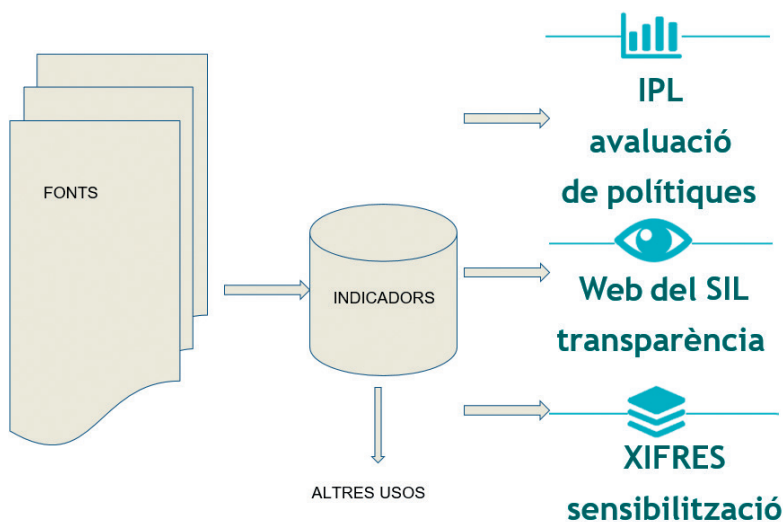 FONTS
INDICADORS
ALTRES USOS
IPL
avaluació
de polítiques
Web del SIL
transparència
XIFRES
sensibilització